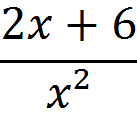 2x + 6
x²